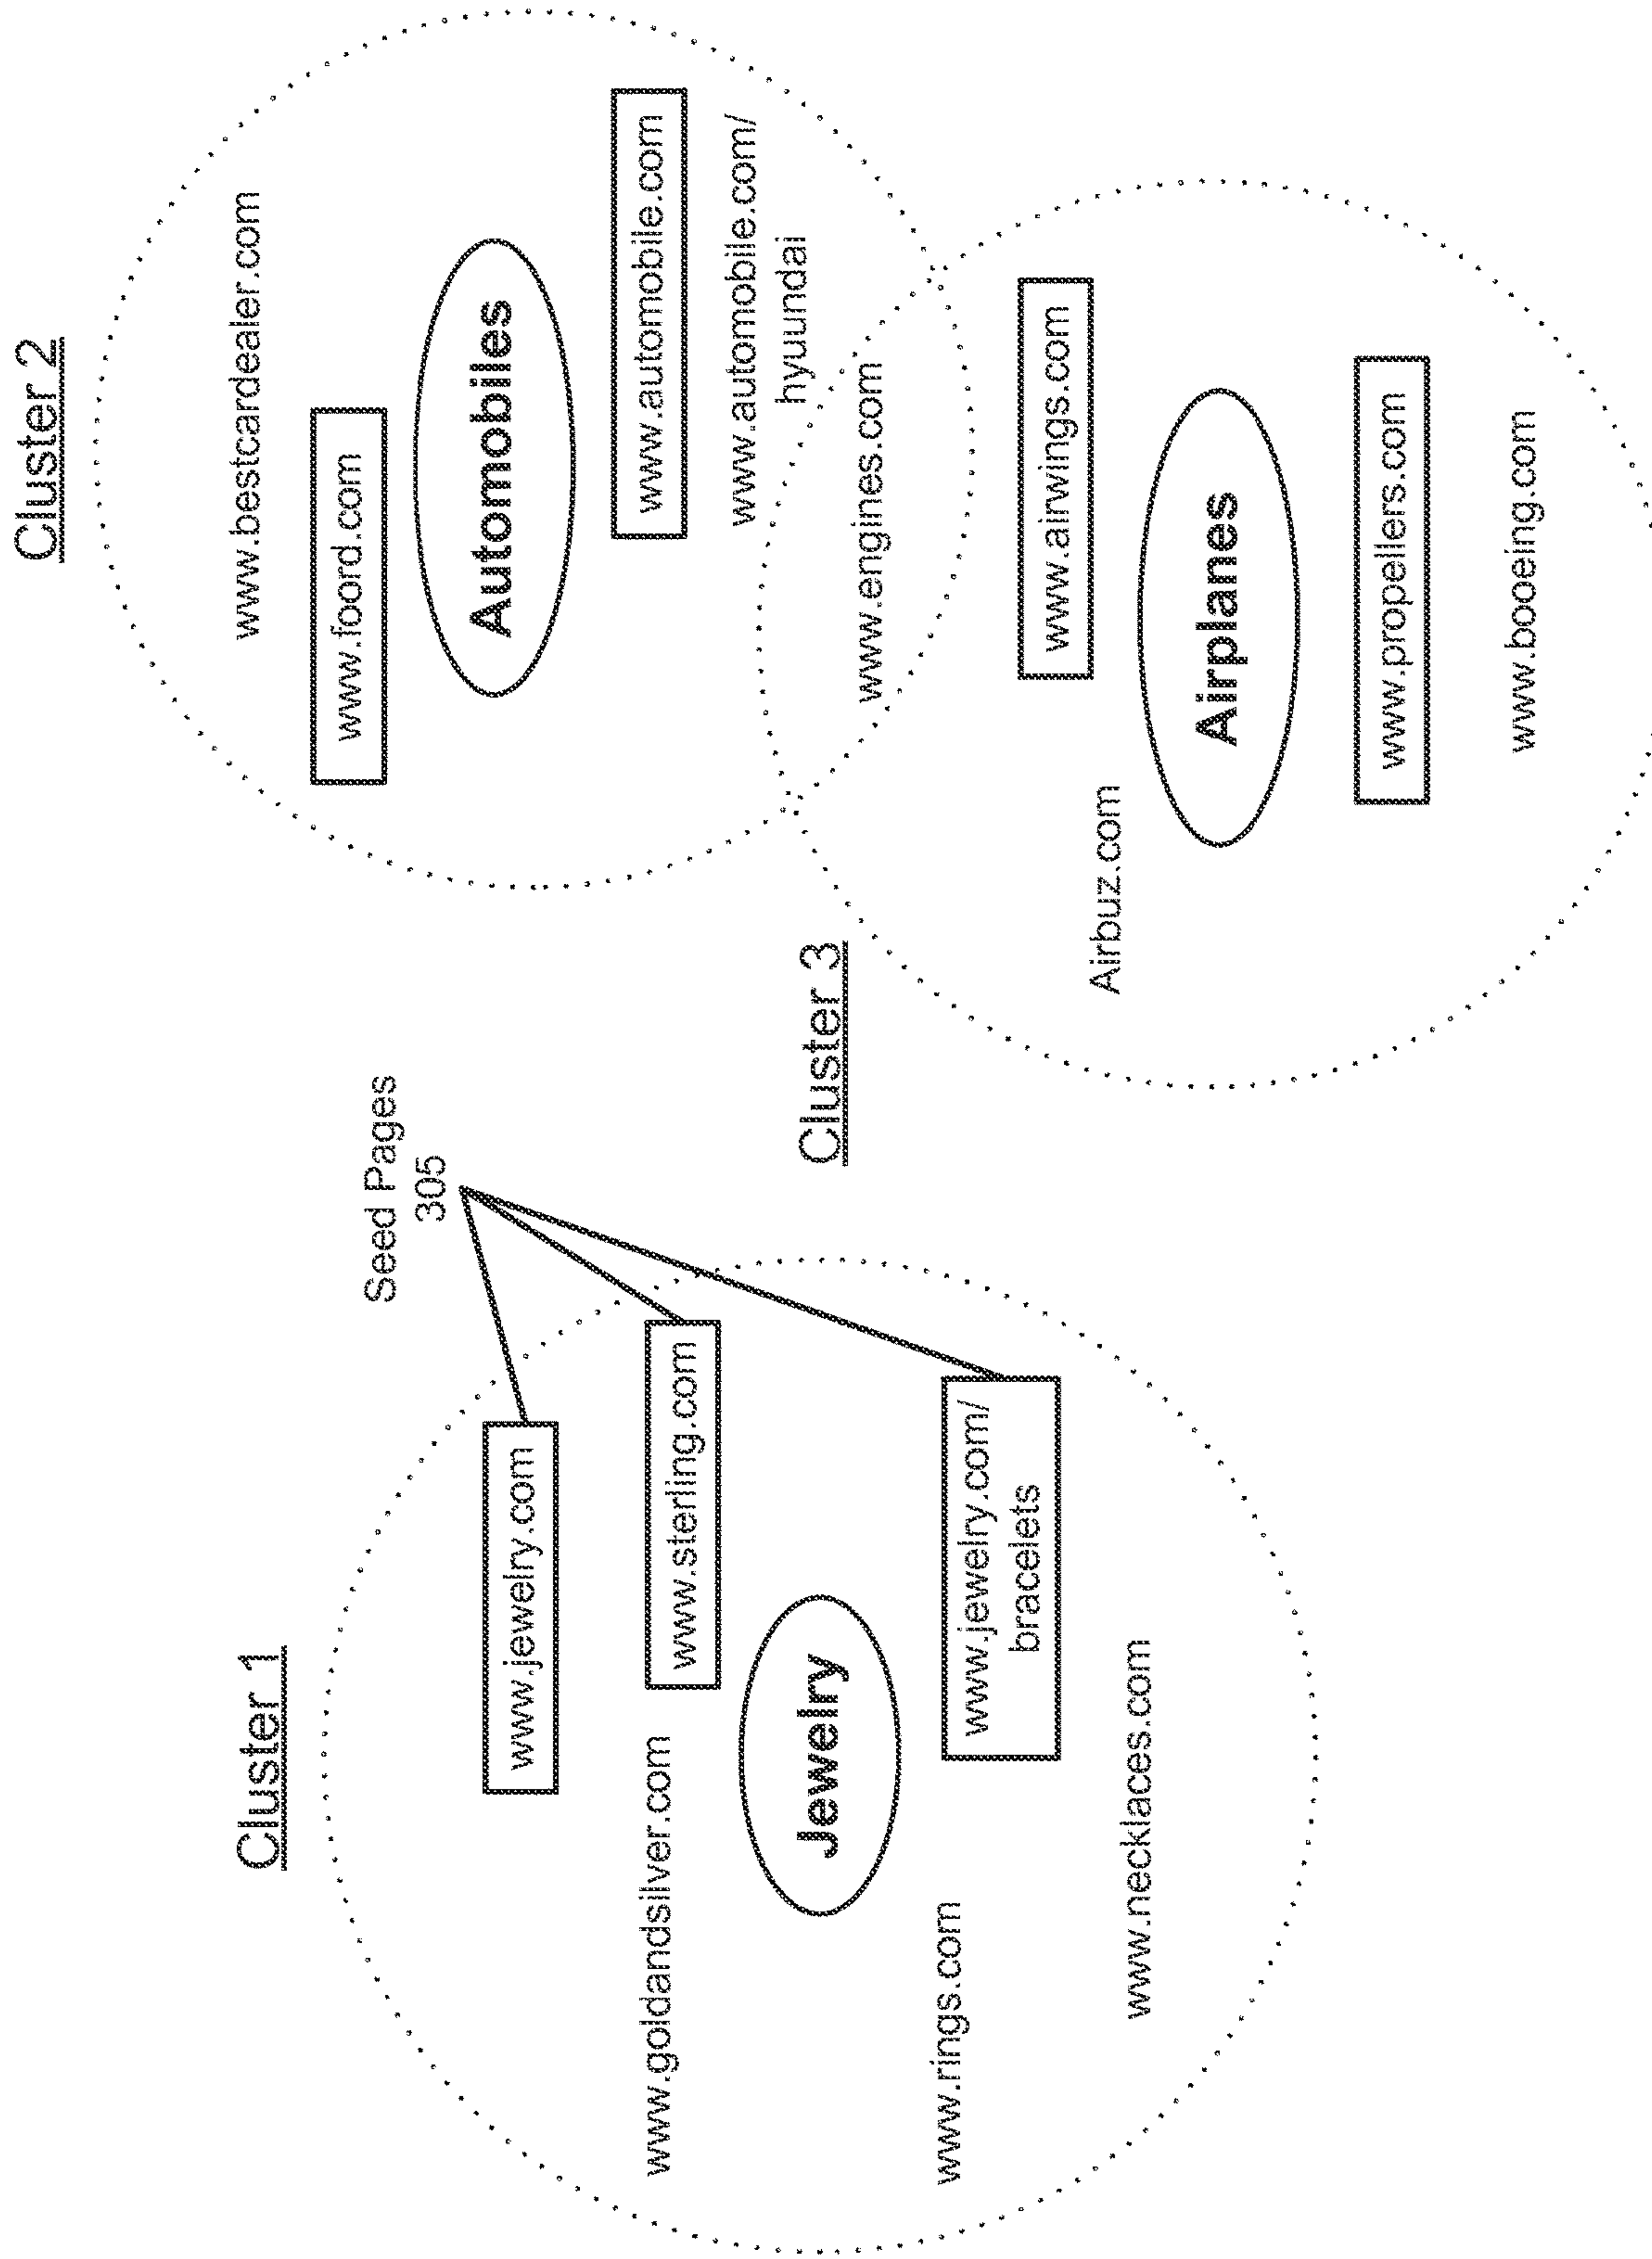 Cluster 1
www.jewelry.com
www.goldandsilver.com
www.sterling.com
Jewelry
www.rings.com
www.jewelry.com/
bracelets
www.necklaces.com
Seed Pages
305
Cluster 2
www.bestcardealer.com
www.foord.com
Automobiles
www.automobile.com
www.automobile.com/
hyuundai
www.engines.com
Cluster 3
www.airwings.com
Airbuz.com
Airplanes
www.propellers.com
www.booeing.com